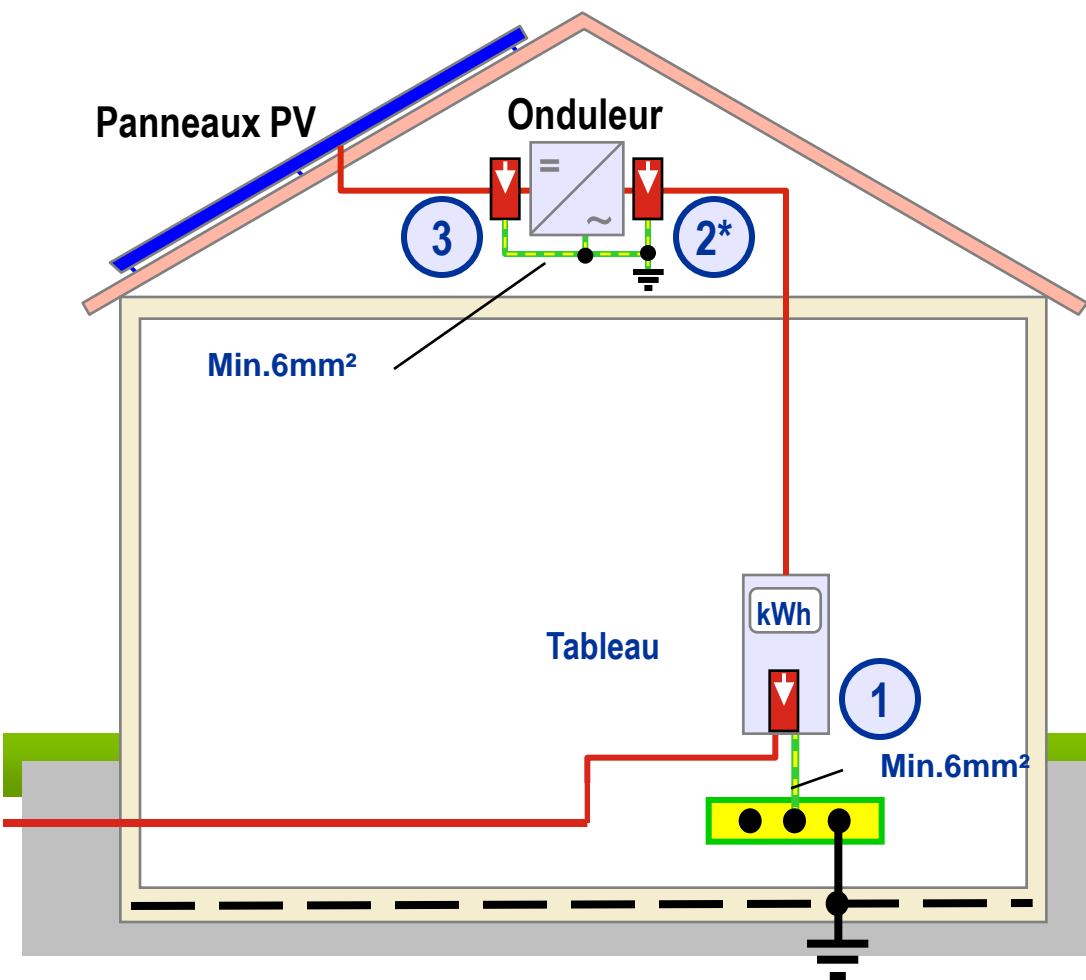 Panneaux PV
Onduleur
=
~
3
2*
Min.6mm²
kWh
Tableau
1
Min.6mm²